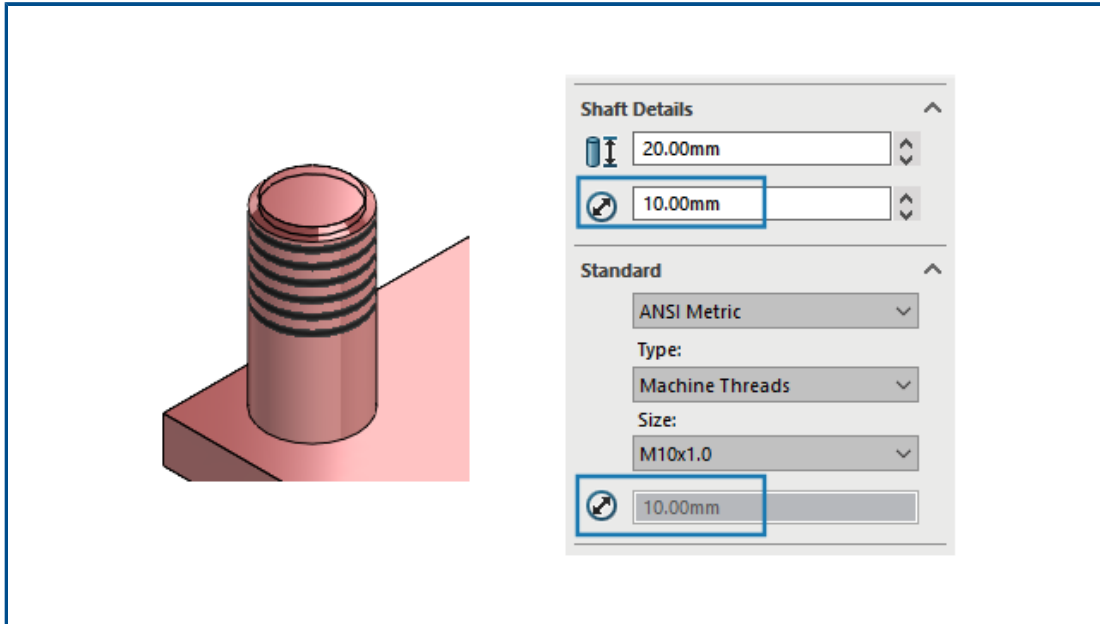 Shaft Details
20.00mm
10.00mm
Standard
ANSI Metric
Type:
Machine Threads
Size:
M10x1.0
10.00mm